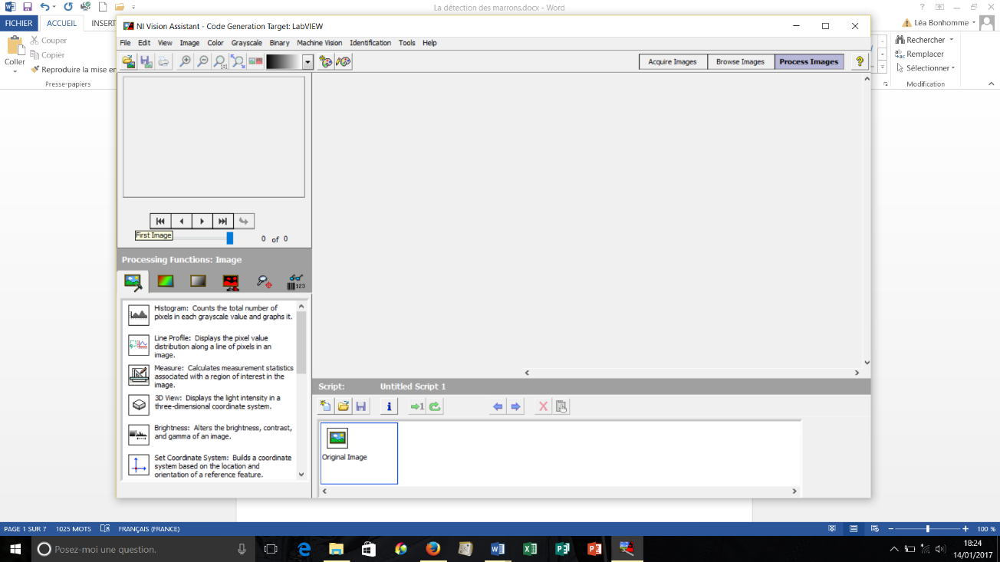 La détection des marrons.docx - Word
FICHIER
ACCUEIL
INSERT
Léa Bonhomme
Coller
Couper
Copier
Reproduire la mise en
Presse-papiers
Rechercher
Remplacer
Sélectionner
Modification
NI Vision Assistant - Code Generation Target: LabVIEW
File Edit View Image Color Grayscale Binary Machine Vision Identification Tools Help
Acquire Images
Browse Images
Process Images
First Image
0 of 0
Processing Functions: Image
123
Histogram: Counts the total number of
pixels in each grayscale value and graphs it.
Line Profile: Displays the pixel value
distribution along a line of pixels in an
image.
Measure: Calculates measurement statistics
associated with a region of interest in the
image.
3D View: Displays the light intensity in a
three-dimensional coordinate system.
Brightness: Alters the brightness, contrast,
and gamma of an image.
Set Coordinate System: Builds a coordinate
system based on the location and
orientation of a reference feature.
Script: Untitled Script 1
Original Image
PAGE 1 SUR 7 1025 MOTS FRANÇAIS (FRANCE)
100 %
Posez-moi une question.
18:24
14/01/2017